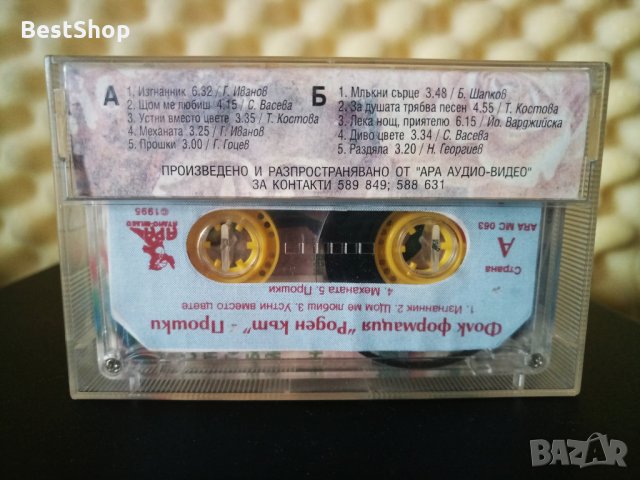 BestShop
А
1. Изгнанник 6.32 / Г. Иванов
2. Щом ме любиш 4.15 / С. Васева
3. Устни вместо цвете 3.35 / Т. Костова
4. Механата 3.25 / Г. Иванов
5. Прошки 3.00 / Г. Гоцев
Б
1. Млъкни сърце 3.48 / Б. Шапков
2. За душата трябва песен 4.55 / Т. Костова
3. Лека нощ, приятелю 6.15 / Йо. Варджийска
4. Диво цвете 3.34 / С. Васева
5. Раздяла 3.20 / Н. Георгиев
ПРОИЗВЕДЕНО И РАЗПРОСТРАНЯВАНО ОТ "АРА АУДИО-ВИДЕО"
ЗА КОНТАКТИ 589 849; 588 631
Фолк формация "Роден кът" - Прошки
1. Изгнанник 2. Щом ме любиш 3. Устни вместо цвете
4. Механата 5. Прошки
Страна
А
ARA MC 063
АРА
АУДИО-ВИДЕО
©1995
BAZAR